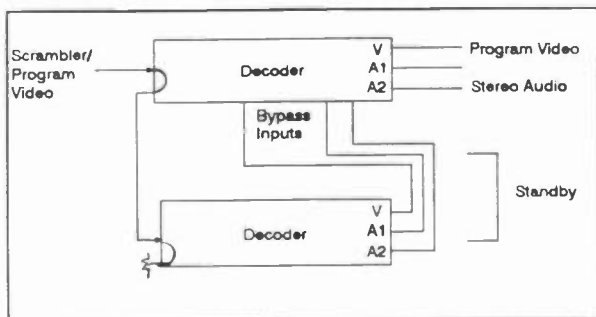 Scrambler/
Program
Video
Decoder
V
A1
A2
Program Video
Stereo Audio
Bypass
Inputs
Standby
Decoder
V
A1
A2